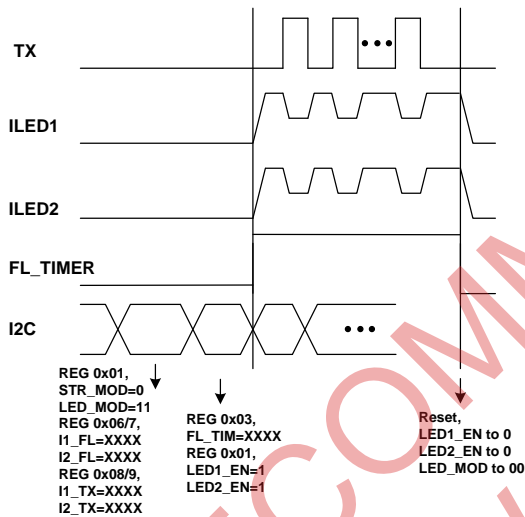 TX
ILED1
ILED2
FL_TIMER
I2C
REG 0x01,
STR_MOD=0
LED_MOD=11
REG 0x06/7,
I1_FL=XXXX
I2_FL=XXXX
REG 0x08/9,
I1_TX=XXXX
I2_TX=XXXX
REG 0x03,
FL_TIM=XXXX
REG 0x01,
LED1_EN=1
LED2_EN=1
Reset,
LED1_EN to 0
LED2_EN to 0
LED_MOD to 00